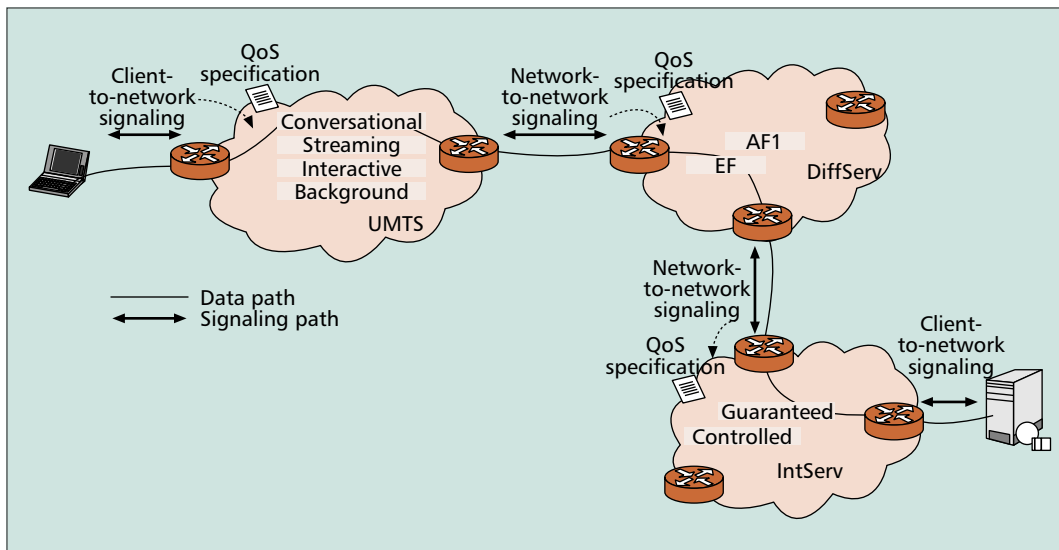 QoS
specification
Client-
to-network
signaling
Conversational
Streaming
Interactive
Background
UMTS
Network-
to-network
signaling
QoS
specification
AF1
EF
DiffServ
Data path
Signaling path
Network-
to-network
signaling
QoS
specification
Client-
to-network
signaling
Guaranteed
Controlled
IntServ